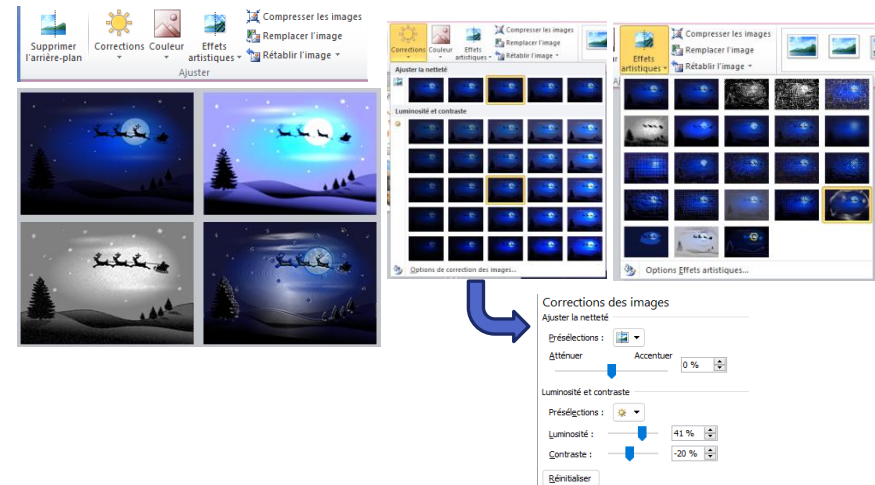 Supprimer
l'arrière-plan
Corrections
Couleur
Effets
artistiques
Compresser les images
Remplacer l'image
Rétablir l'image
Ajuster
Corrections
Couleur
Effets
artistiques
Compresser les images
Remplacer l'image
Rétablir l'image
Ajuster la netteté
Luminosité et contraste
Options de correction des images...
Effets
artistiques
Compresser les images
Remplacer l'image
Rétablir l'image
Options Effets artistiques...
Corrections des images
Ajuster la netteté
Présélections :
Atténuer Accentuer
0 %
Luminosité et contraste
Présélections :
Luminosité : 41 %
Contraste : -20 %
Réinitialiser